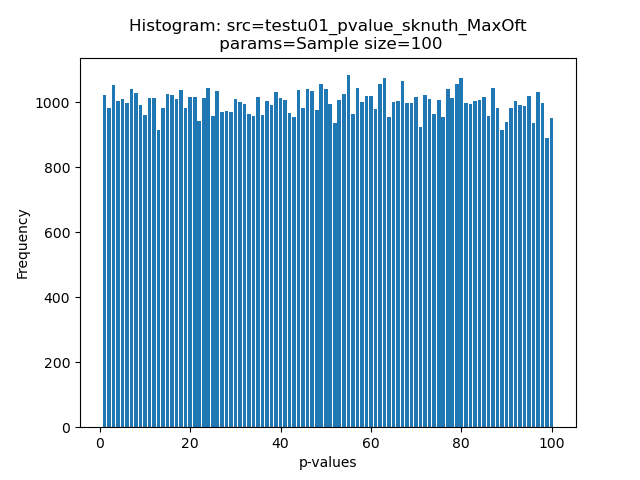 Histogram: src=testu01_pvalue_sknuth_MaxOft
params=Sample size=100
Frequency
1000
800
600
400
200
0
0 20 40 60 80 100
p-values